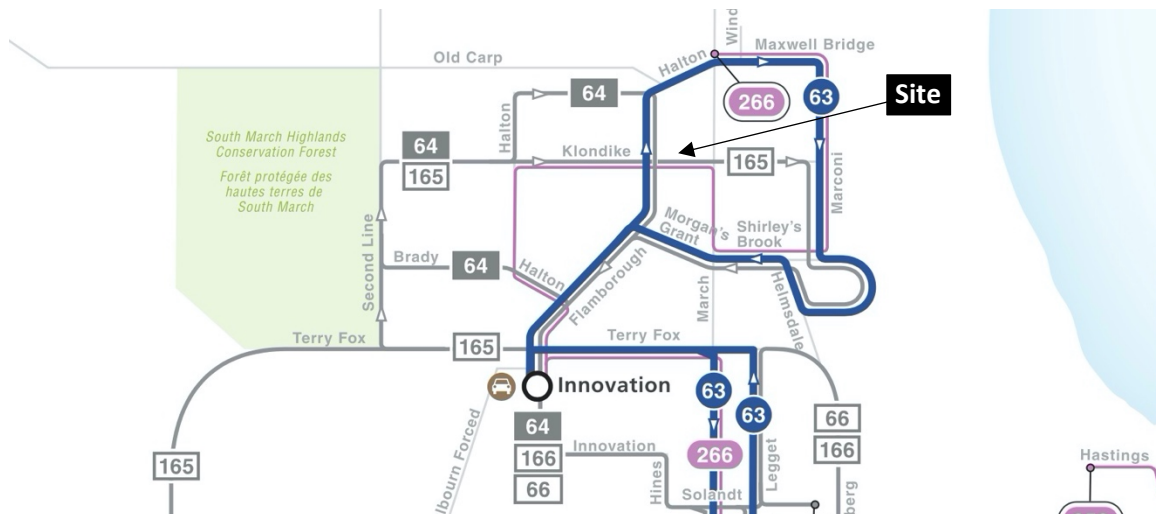 Wind
Maxwell Bridge
Old Carp
Halton
64
266
63
Site
South March Highlands
Conservation Forest
Forêt protégée des
hautes terres de
South March
64
165
Halton
Klondike
165
Marconi
Second Line
Brady
64
Halton
Flamborough
Morgan's
Grant
Shirley's
Brook
March
Helmsdale
Terry Fox
165
Terry Fox
Innovation
63
63
64
166
66
Innovation
266
66
166
165
lbourn Forced
Hines
Solandt
Legget
berg
Hastings